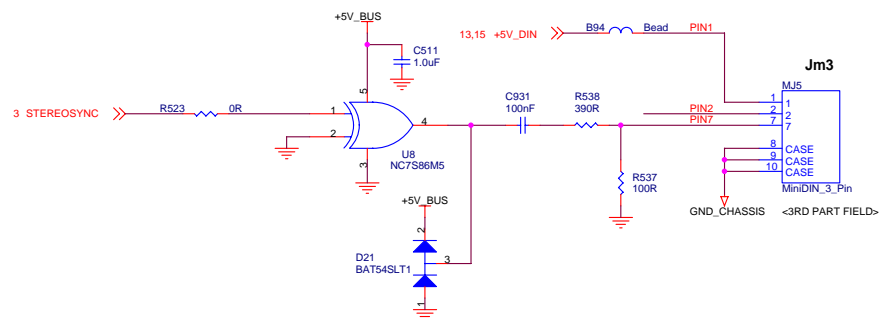 +5V_BUS
13,15 +5V_DIN
B94 Bead PIN1
C511
1.0uF
Jm3
MJ5
5
3 STEREOSYNC
R523 0R
1
2
3
4
U8
NC7S86M5
C931
100nF
R538
390R
PIN2
PIN7
1 1
2 2
7 7
8 CASE
9 CASE
10 CASE
MiniDIN_3_Pin
R537
100R
GND_CHASSIS <3RD PART FIELD>
+5V_BUS
2
D21
BAT54SLT1
3
1